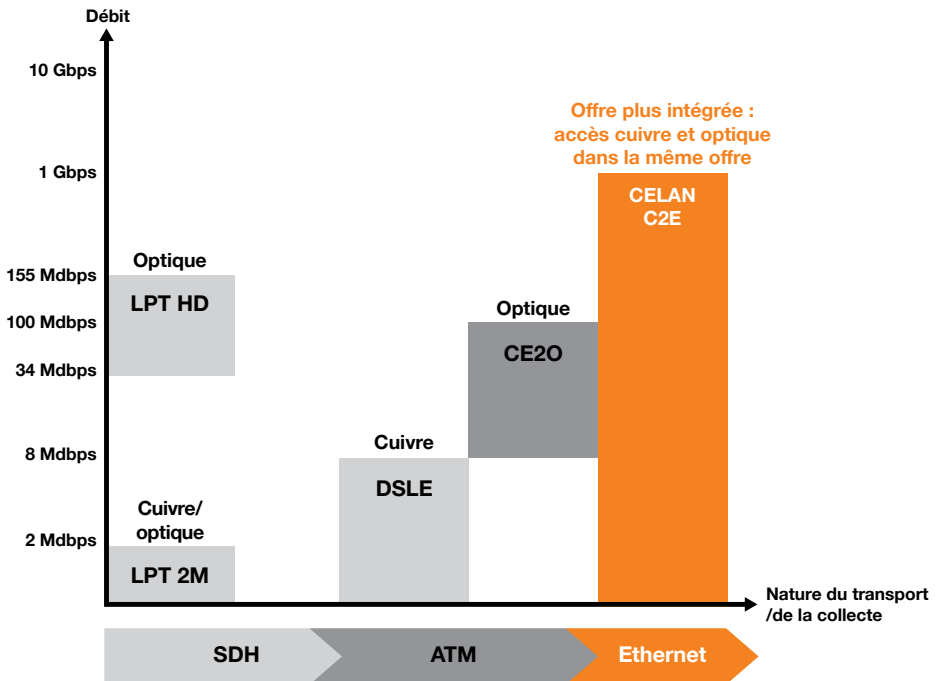 Débit
10 Gbps
Offre plus intégrée :
accès cuivre et optique
dans la même offre
1 Gbps
CELAN
C2E
Optique
155 Mdbps
LPT HD
Optique
100 Mdbps
CE2O
34 Mdbps
Cuivre
8 Mdbps
DSLE
Cuivre/
optique
2 Mdbps
LPT 2M
Nature du transport
/de la collecte
SDH
ATM
Ethernet